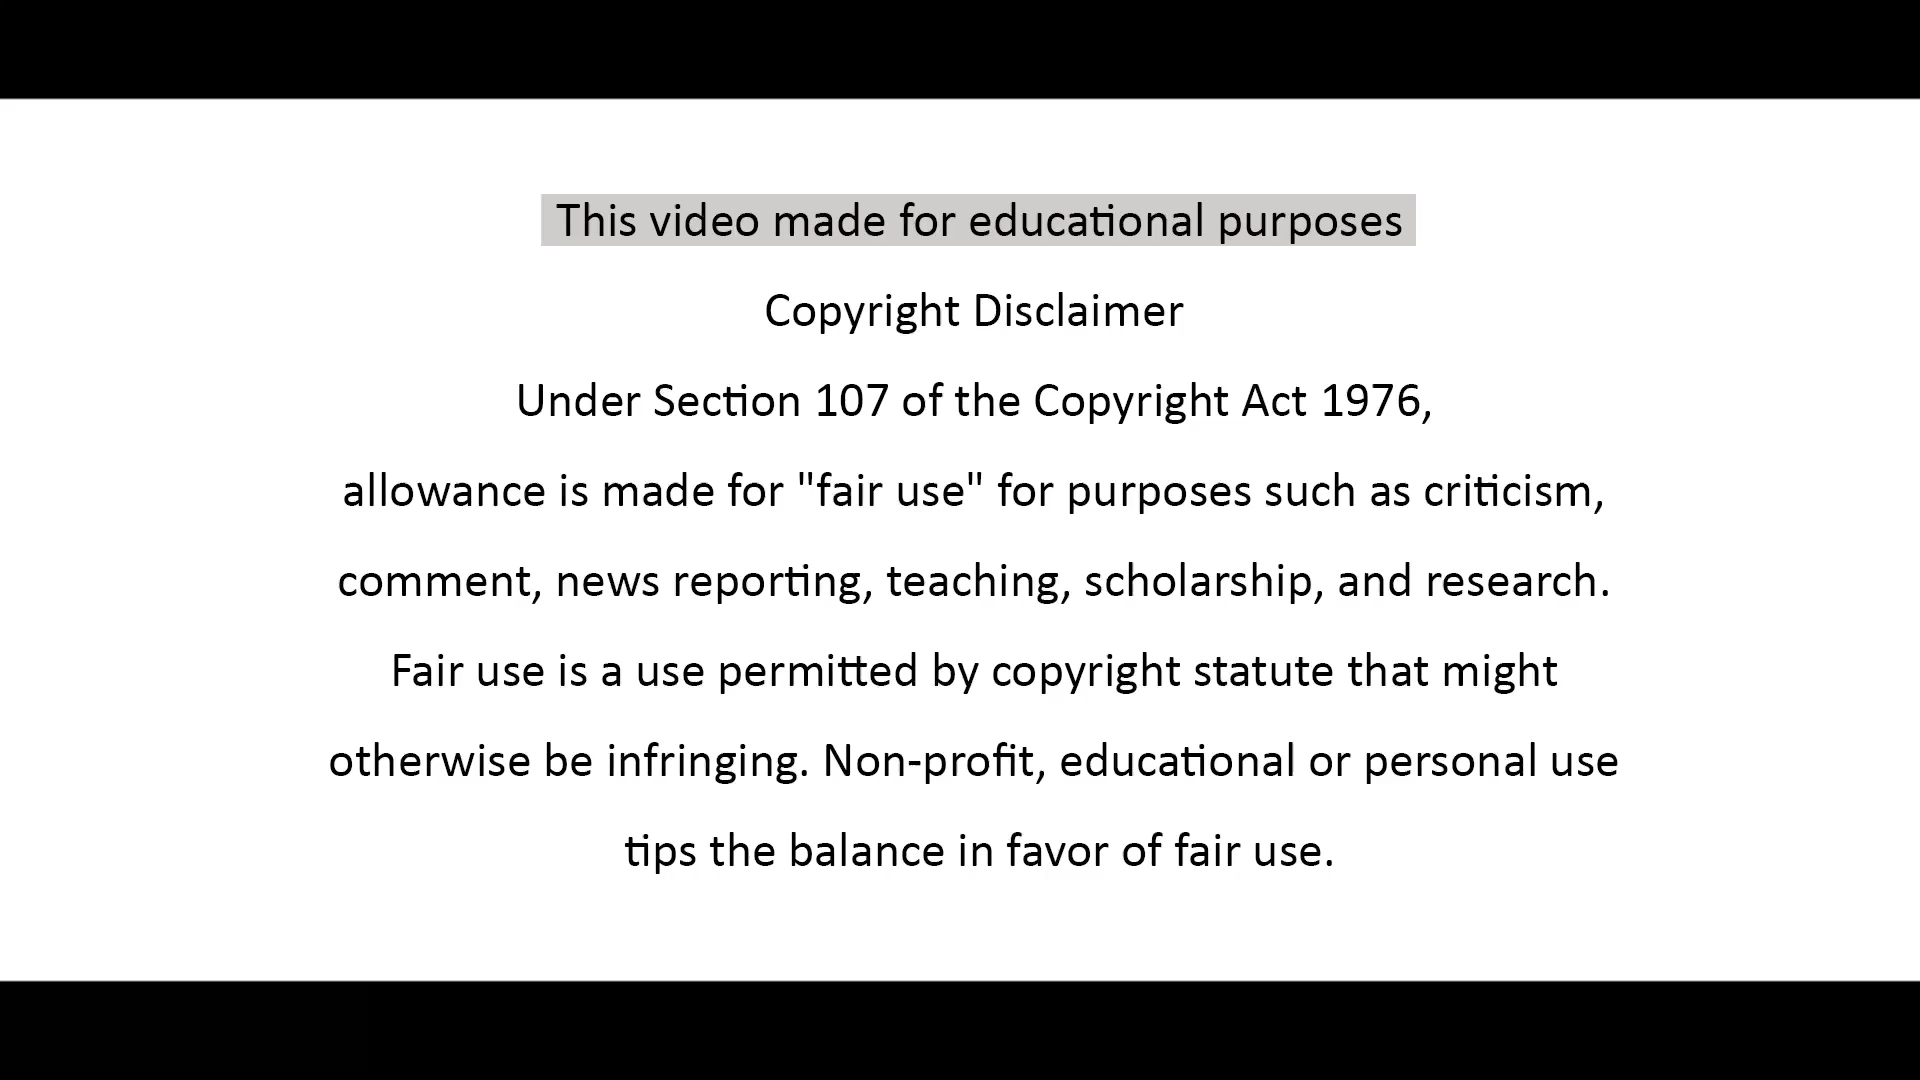 This video made for educational purposes
Copyright Disclaimer
Under Section 107 of the Copyright Act 1976,
allowance is made for "fair use" for purposes such as criticism,
comment, news reporting, teaching, scholarship, and research.
Fair use is a use permitted by copyright statute that might
otherwise be infringing. Non-profit, educational or personal use
tips the balance in favor of fair use.